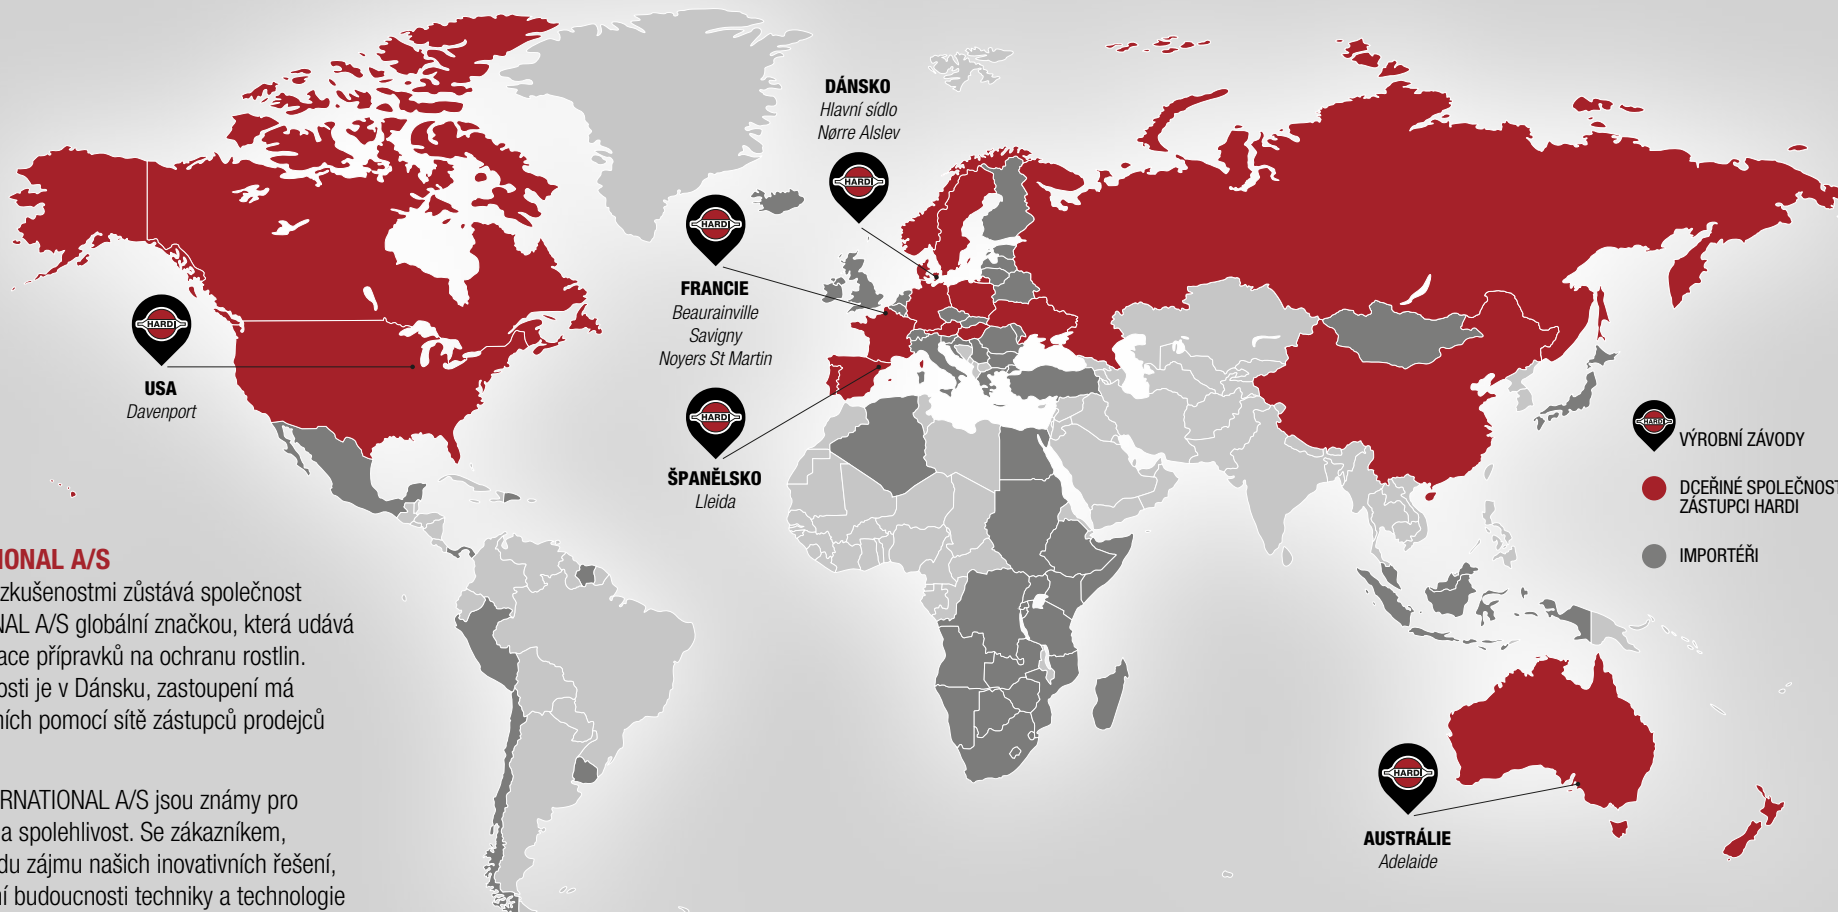 DÁNSKO
Hlavní sídlo
Nørre Alslev
HARDI
HARDI
FRANCIE
Beaurainville
Savigny
Noyers St Martin
HARDI
USA
Davenport
HARDI
ŠPANĚLSKO
Lleida
HARDI
VÝROBNÍ ZÁVODY
DCEŘINÉ SPOLEČNOST
ZÁSTUPCI HARDI
IMPORTÉŘI
IONAL A/S
zkušenostmi zůstává společnost
NAL A/S globální značkou, která udává
ace přípravků na ochranu rostlin.
osti je v Dánsku, zastoupení má
ních pomocí sítě zástupců prodejců
RNATIONAL A/S jsou známy pro
a spolehlivost. Se zákazníkem,
du zájmu našich inovativních řešení,
ní budoucnosti techniky a technologie
HARDI
AUSTRÁLIE
Adelaide